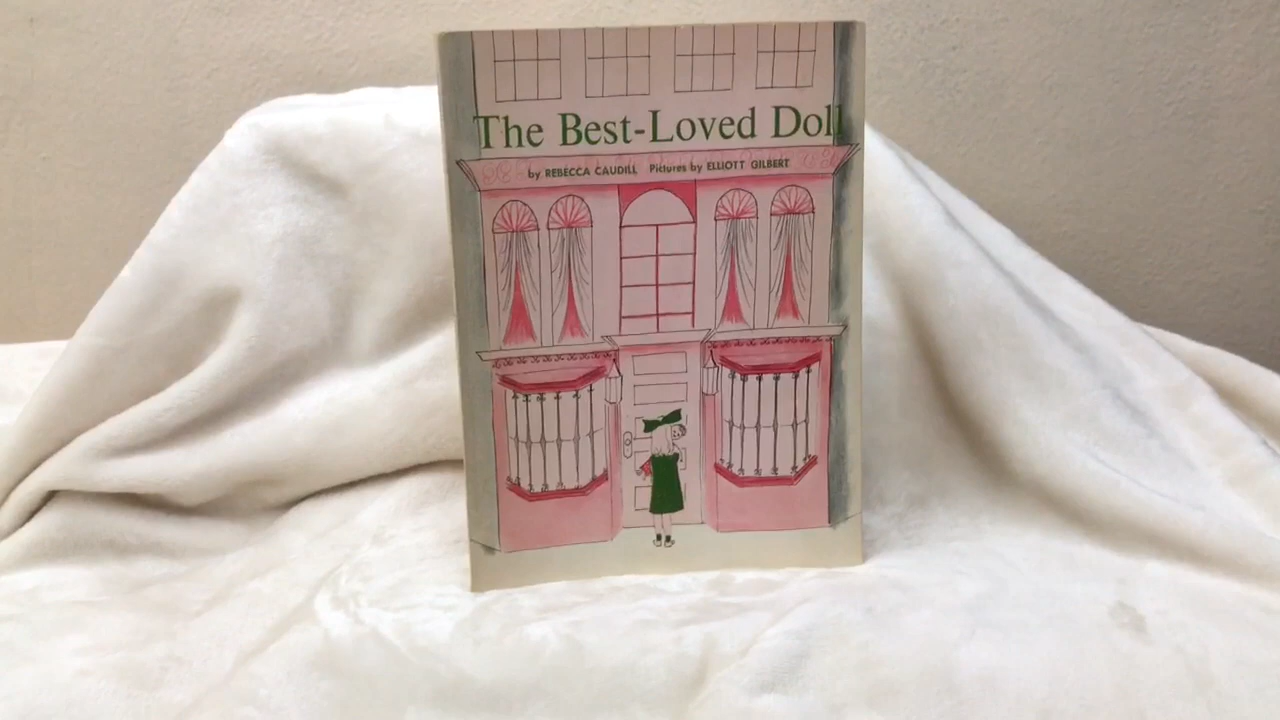 The Best-Loved Doll
by REBECCA CAUDILL Pictures by ELLIOTT GILBERT